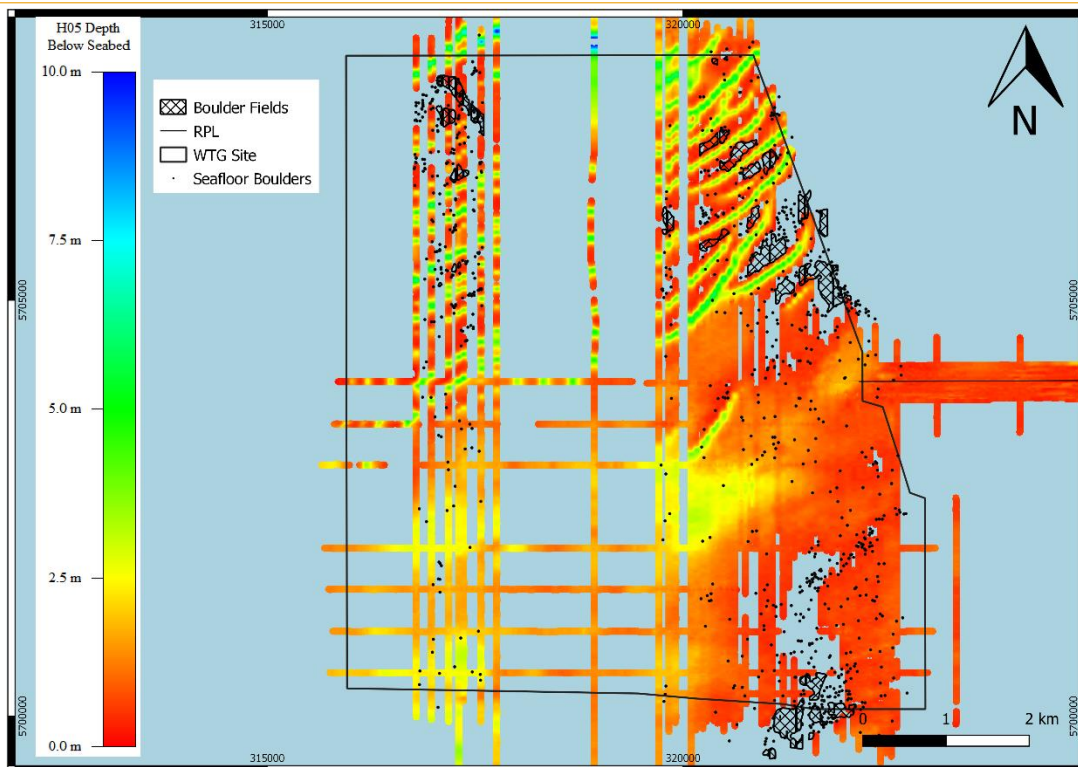 315000
320000
H05 Depth
Below Seabed
10.0 m
7.5 m
5.0 m
2.5 m
0.0 m
Boulder Fields
RPL
WTG Site
Seafloor Boulders
N
5705000
5705000
5700000
5700000
0 1 2 km
315000
320000